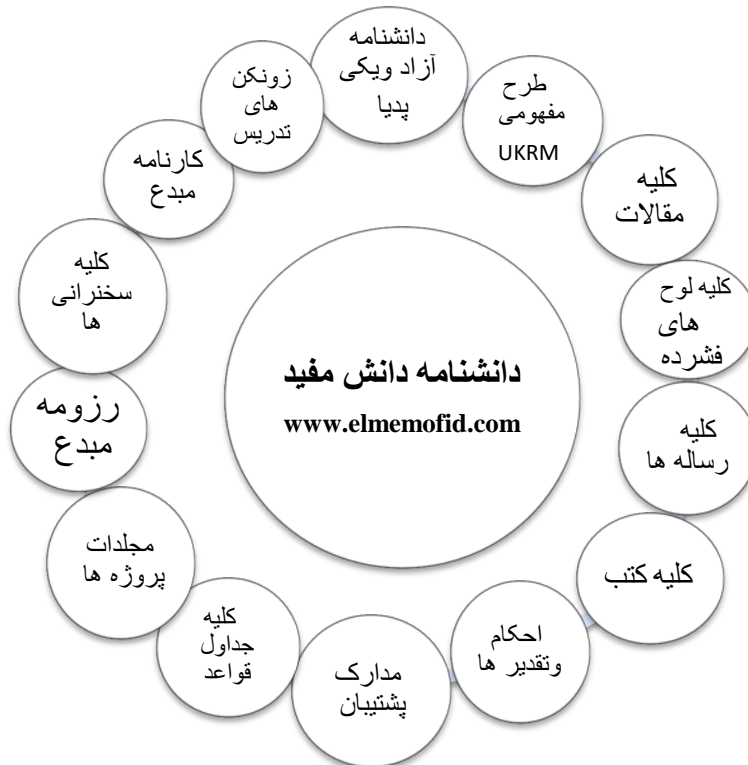 دانشنامه
آزاد ویکی
پدیا
طرح
مفهومی
UKRM
کلیه
مقالات
کلیه لوح
های
فشرده
کلیه
رساله ها
کلیه کتب
احکام
وتقدیر ها
مدارک
پشتیبان
کلیه
جداول
قواعد
مجلدات
پروژه ها
رزومه
مبدع
کلیه
سخنرانی
ها
کارنامه
مبدع
زونکن
های
تدریس
دانشنامه دانش مفید
www.elmemofid.com